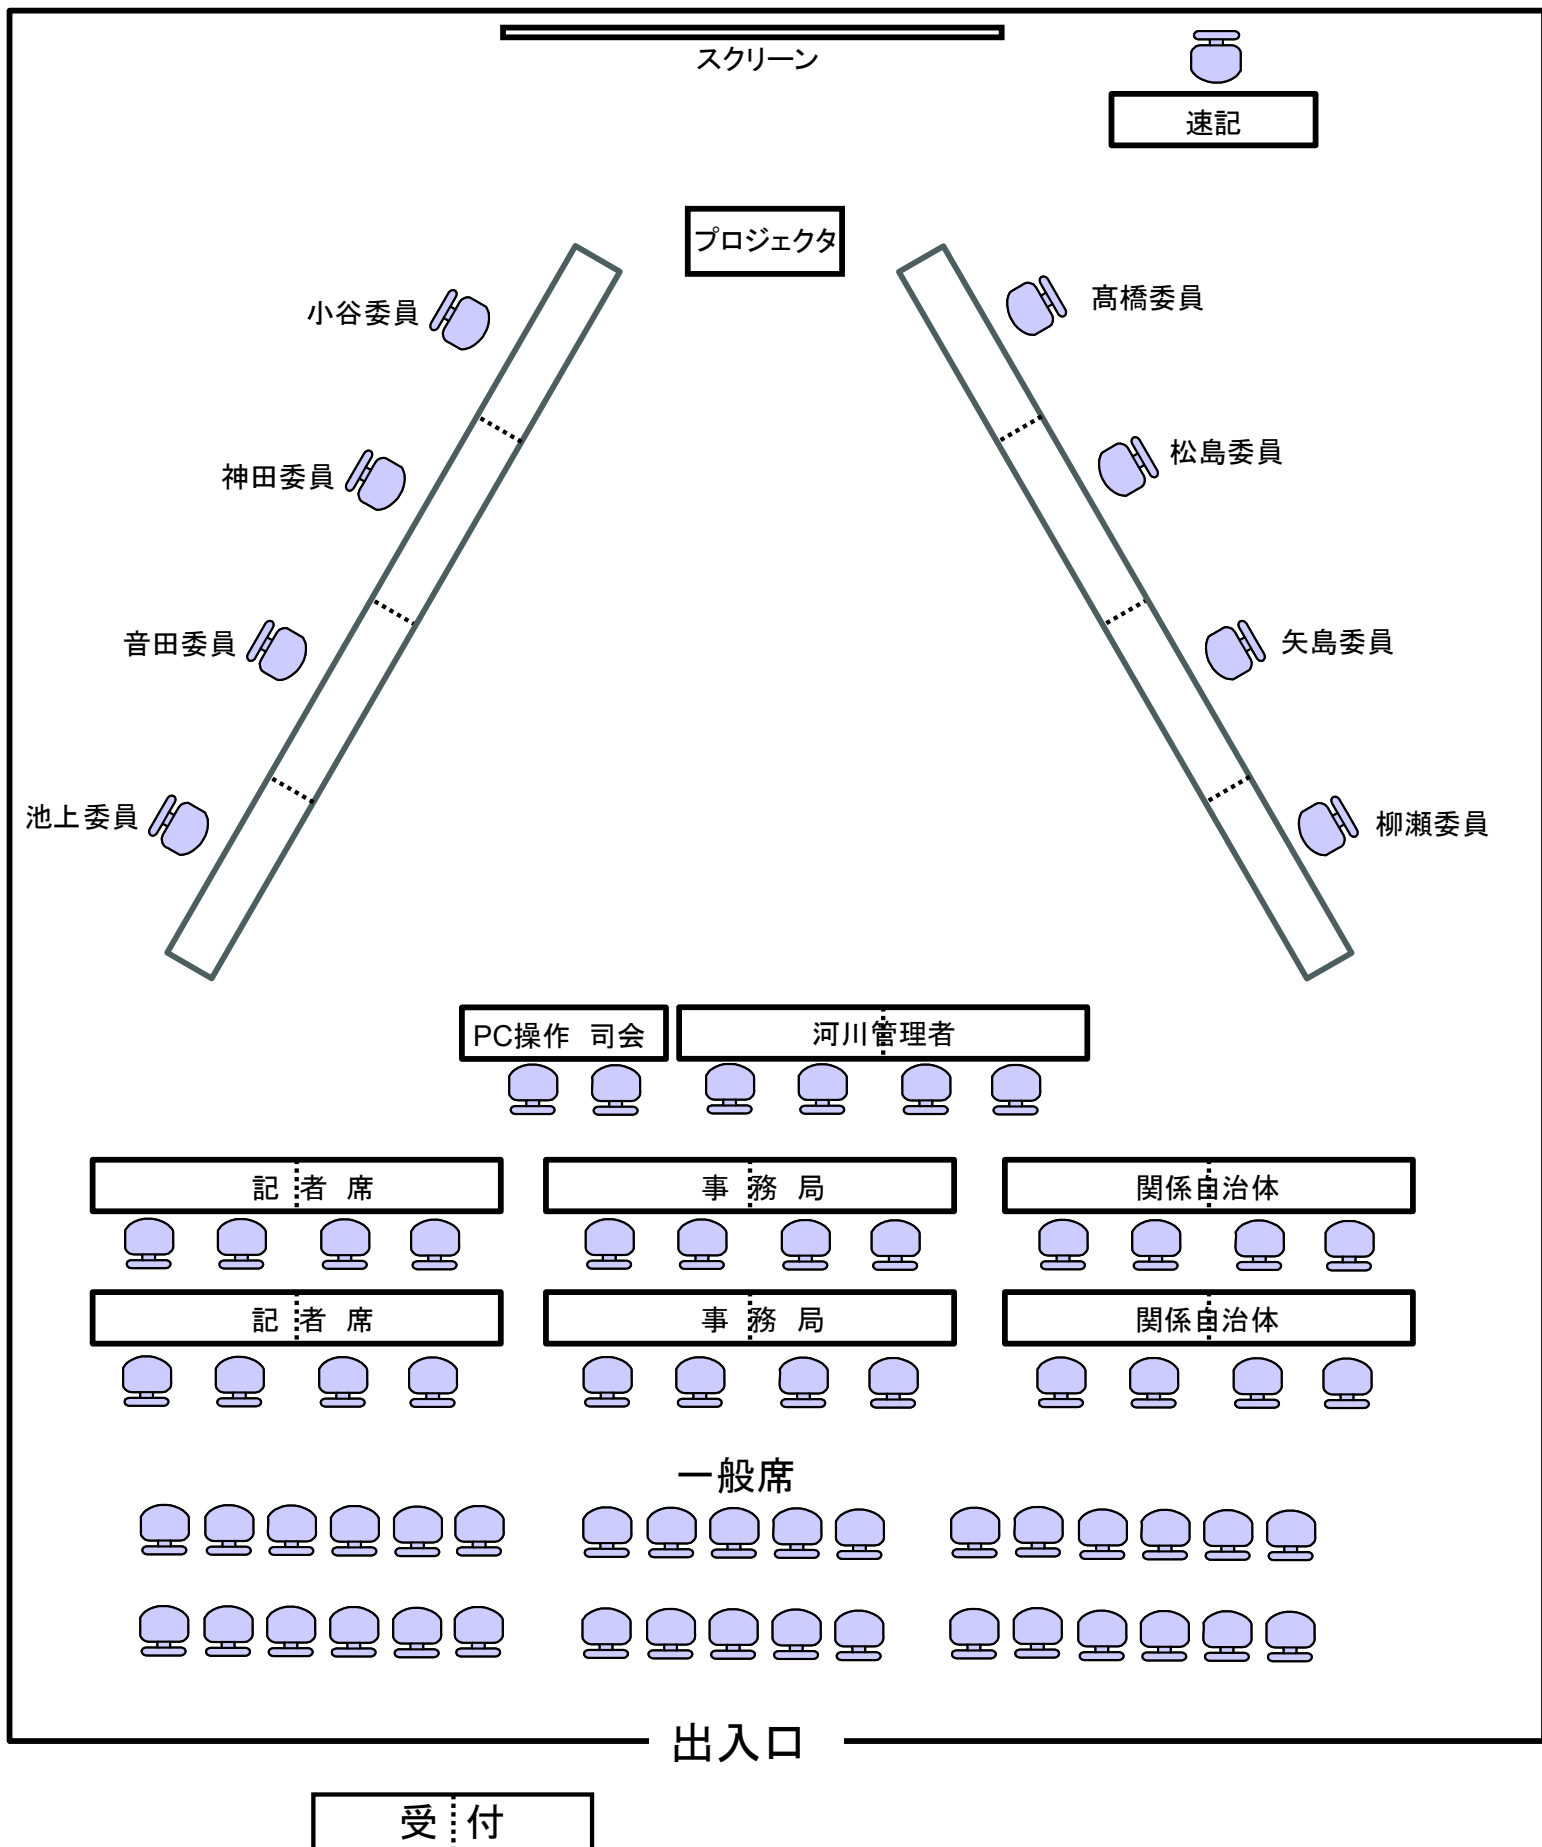 スクリーン
速記
プロジェクタ
小谷委員
髙橋委員
神田委員
松島委員
音田委員
矢島委員
池上委員
柳瀬委員
PC操作 司会
河川管理者
記 者 席
事 務 局
関係自治体
記 者 席
事 務 局
関係自治体
一般席
出入口
受 付